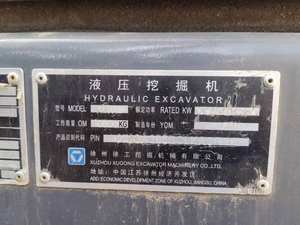 液压挖掘机
HYDRAULIC EXCAVATOR
型号 MODEL 额定功率 RATED KW
工作质量 OM KG 制造年份 YOM
产品识别代码 PIN
徐州徐工挖掘机械有限公司
XUZHOU XUGONG EXCAVATOR MACHINERY CO., LTD.
地址：中国江苏徐州经济开发区
ADD: ECONOMIC DEVELOPMENT ZONE OF XUZHOU, JIANGSU, CHINA